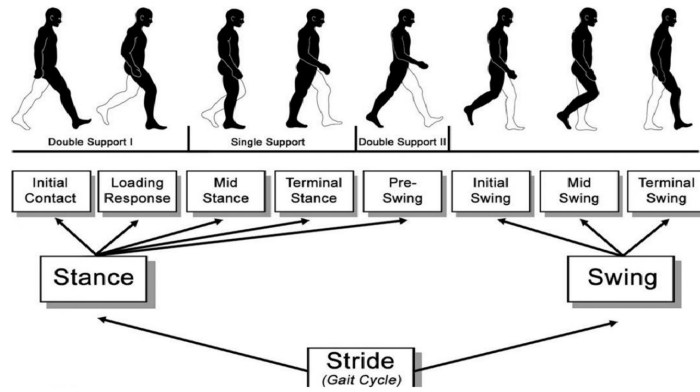 Double Support I
Single Support
Double Support II
Initial
Contact
Loading
Response
Mid
Stance
Terminal
Stance
Pre-
Swing
Initial
Swing
Mid
Swing
Terminal
Swing
Stance
Swing
Stride
(Gait Cycle)